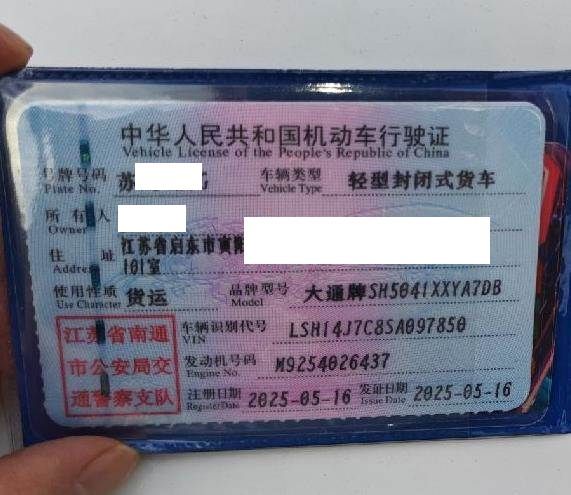 中华人民共和国机动车行驶证
Vehicle License of the People's Republic of China
号牌号码 苏 车辆类型 轻型封闭式货车
Plate No. Vehicle Type
所有人
Owner
住址 江苏省启东市
Address 101室
使用性质 货运 品牌型号 大通牌SH5041XXYA7DB
Use Character Model
江苏省南通 车辆识别代号 LSH14J7C8SA097850
VIN
市公安局交 发动机号码 M9254026437
Engine No.
通警察支队 注册日期 2025-05-16 发证日期 2025-05-16
Register Date Issue Date